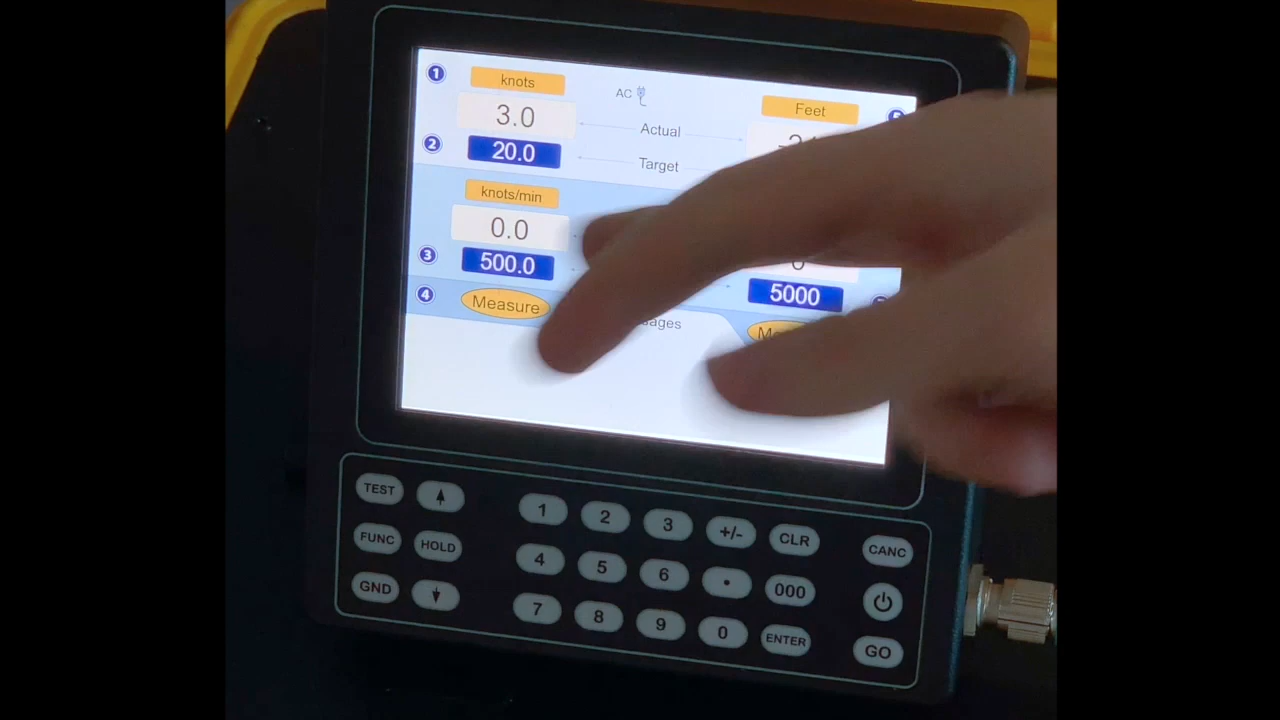 1 knots AC Feet
3.0 Actual
2 20.0 Target
knots/min
0.0
3 500.0 5000
4 Measure
TEST 1 2 3 +/- CLR CANC
FUNC HOLD 4 5 6 . 000
GND 7 8 9 0 ENTER GO